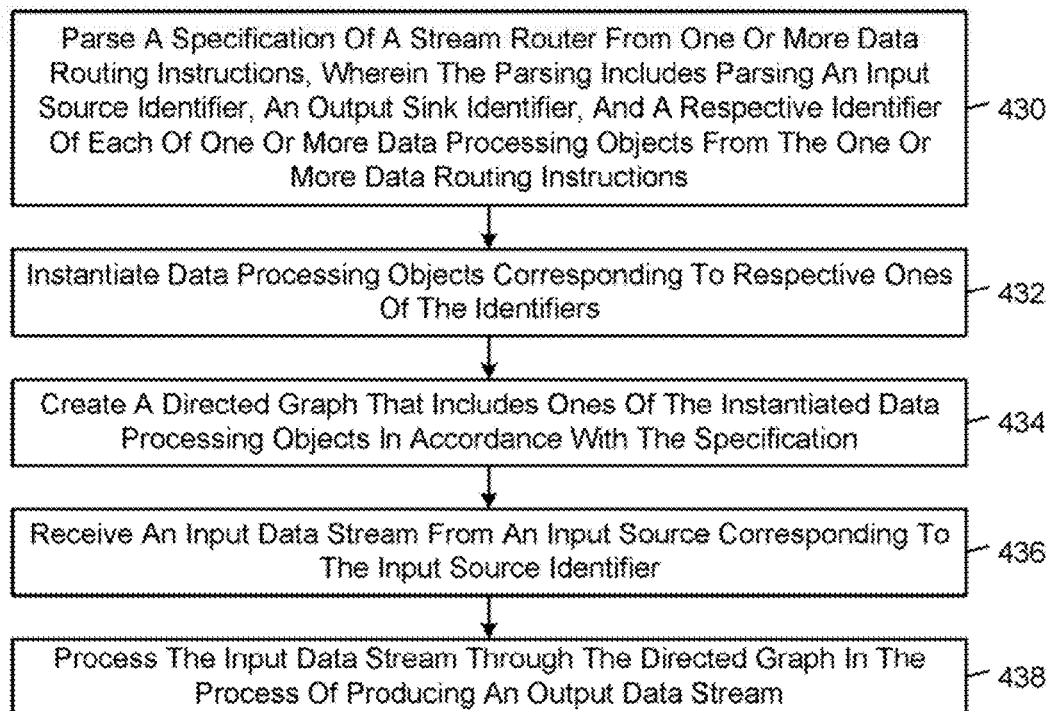 Parse A Specification Of A Stream Router From One Or More Data
Routing Instructions, Wherein The Parsing Includes Parsing An Input
Source Identifier, An Output Sink Identifier, And A Respective Identifier
Of Each Of One Or More Data Processing Objects From The One Or
More Data Routing Instructions
430
Instantiate Data Processing Objects Corresponding To Respective Ones
Of The Identifiers
432
Create A Directed Graph That Includes Ones Of The Instantiated Data
Processing Objects In Accordance With The Specification
434
Receive An Input Data Stream From An Input Source Corresponding To
The Input Source Identifier
436
Process The Input Data Stream Through The Directed Graph In The
Process Of Producing An Output Data Stream
438